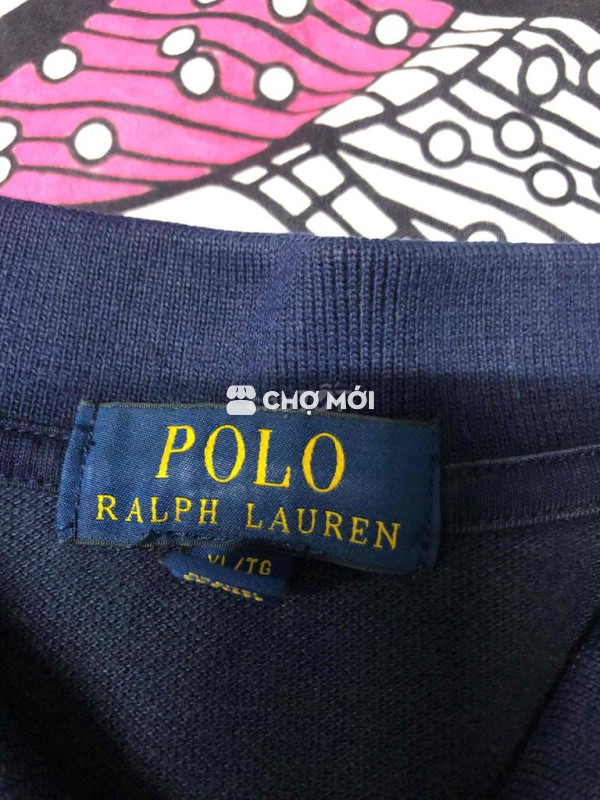 CHỢ MỚI
POLO
RALPH LAUREN
XL/TG